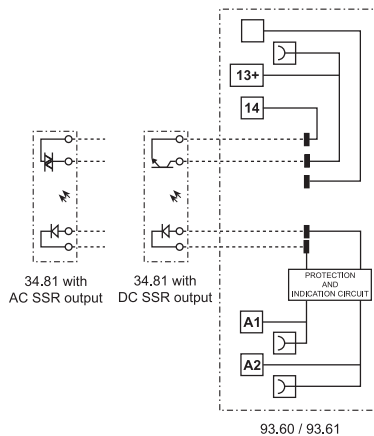 13+
14
PROTECTION
AND
INDICATION CIRCUIT
A1
A2
34.81 with
AC SSR output
34.81 with
DC SSR output
93.60 / 93.61